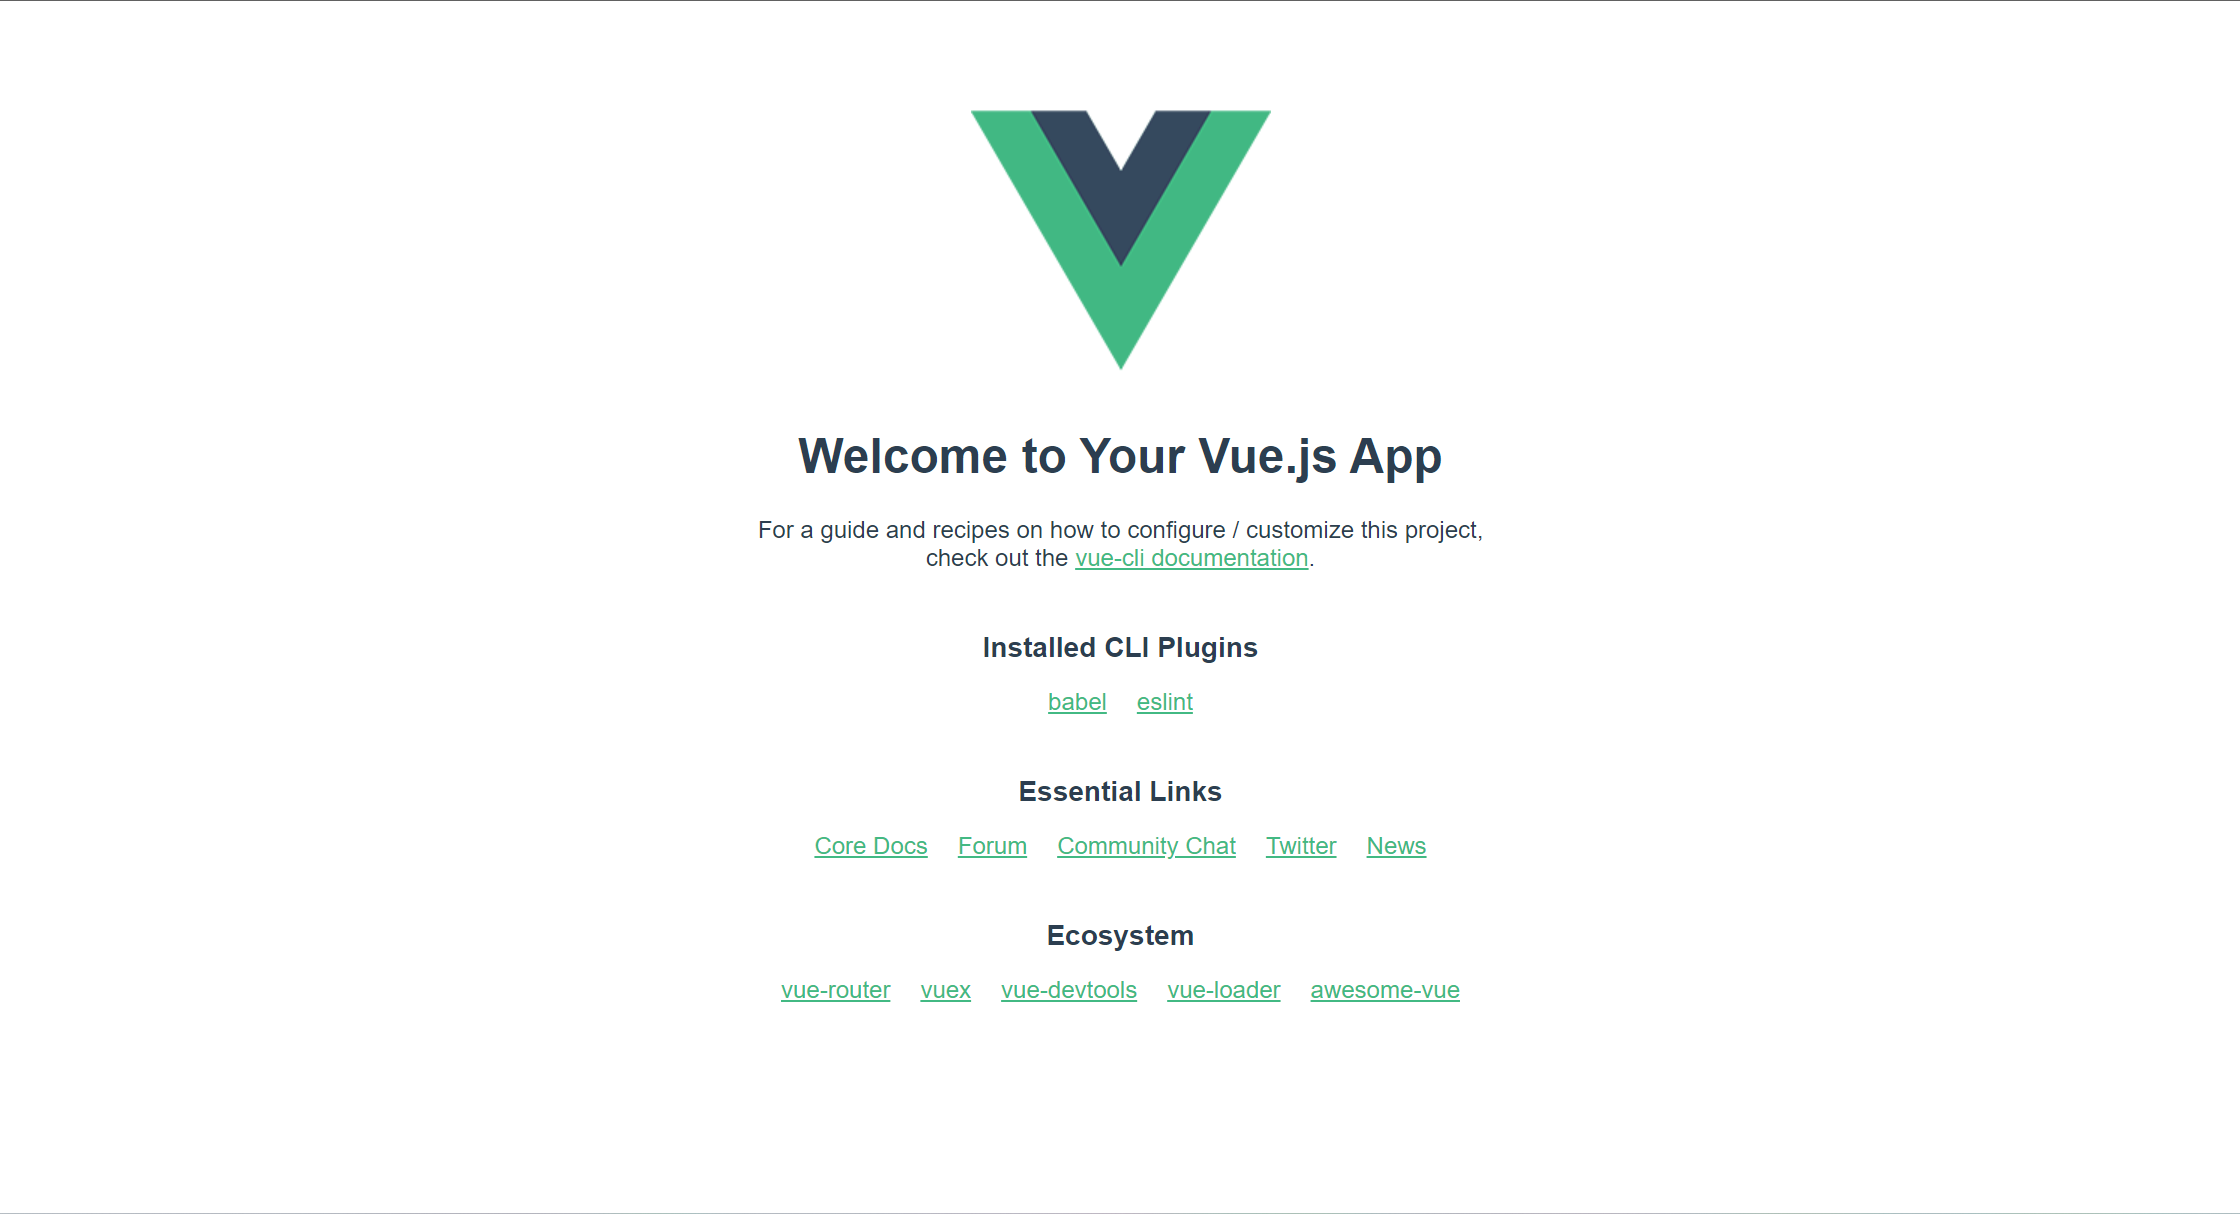 Welcome to Your Vue.js App
For a guide and recipes on how to configure / customize this project,
check out the vue-cli documentation.
Installed CLI Plugins
babel eslint
Essential Links
Core Docs Forum Community Chat Twitter News
Ecosystem
vue-router vuex vue-devtools vue-loader awesome-vue